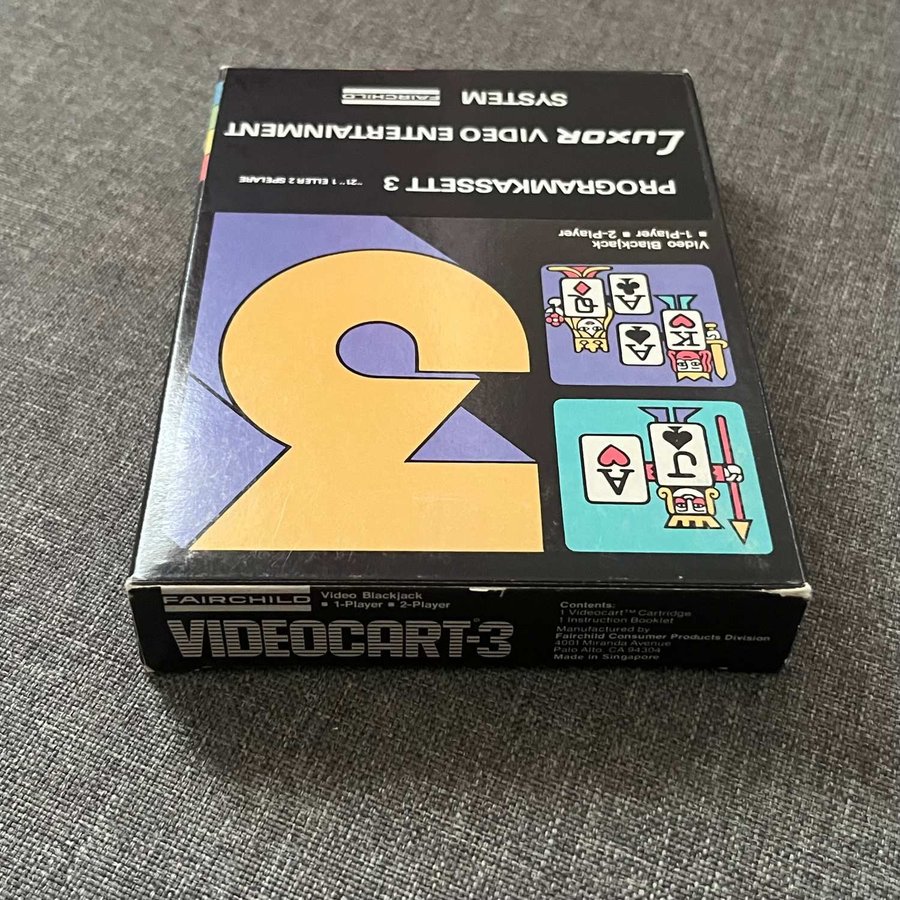 PROGRAMKASSETT 3 "21" 1 ELLER 2 SPELARE
LUXOR VIDEO ENTERTAINMENT
SYSTEM FAIRCHILD
Video Blackjack
▪ 1-Player ▪ 2-Player
3
Q
A
A
K
A
J
FAIRCHILD
Video Blackjack
▪ 1-Player ▪ 2-Player
VIDEOCART-3
Contents:
1 Videocart™ Cartridge
1 Instruction Booklet
Manufactured by
Fairchild Consumer Products Division
4001 Miranda Avenue
Palo Alto, CA 94304
Made in Singapore